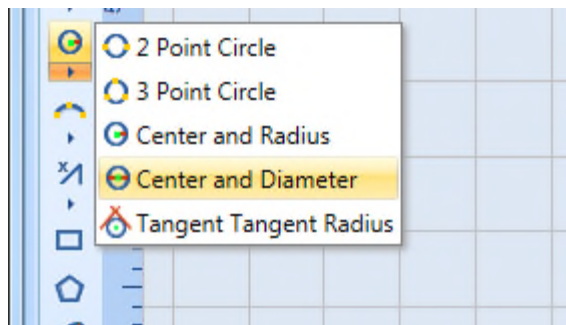 2 Point Circle
3 Point Circle
Center and Radius
Center and Diameter
Tangent Tangent Radius